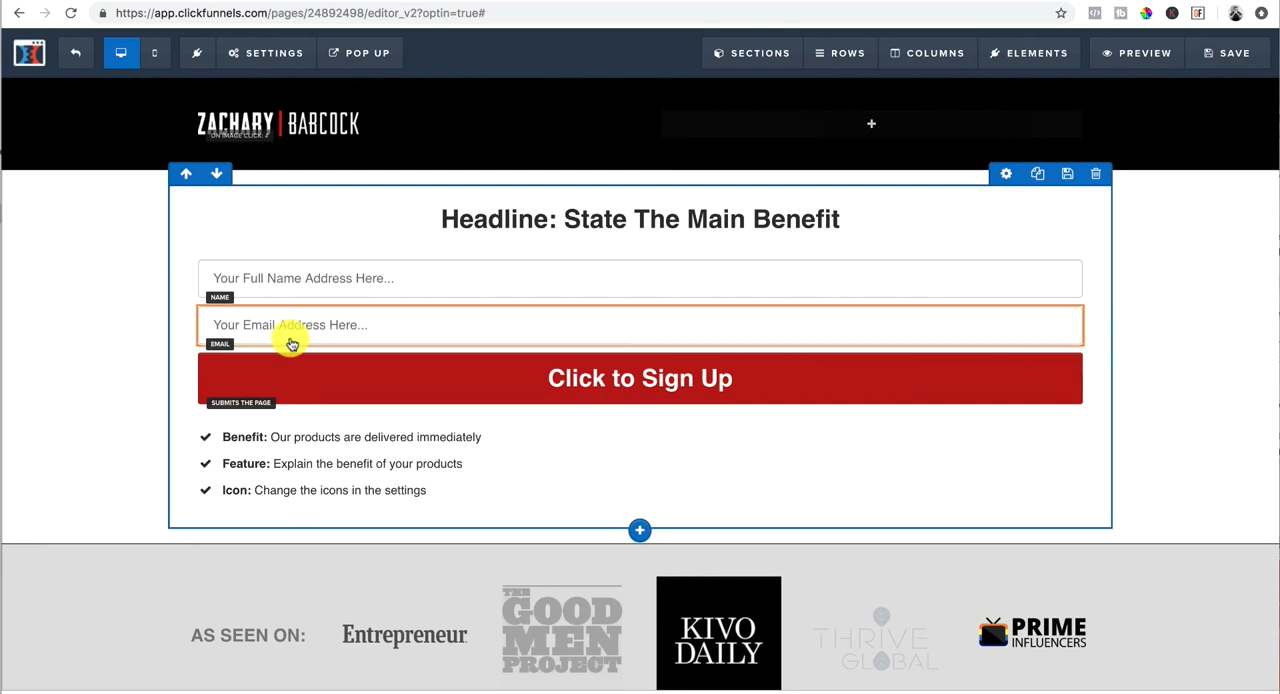 https://app.clickfunnels.com/pages/24892498/editor_v2?optin=true#
SETTINGS
POP UP
SECTIONS
ROWS
COLUMNS
ELEMENTS
PREVIEW
SAVE
ZACHARY | BABCOCK
ON IMAGE CLICK: #
Headline: State The Main Benefit
Your Full Name Address Here...
NAME
Your Email Address Here...
EMAIL
Click to Sign Up
SUBMITS THE PAGE
Benefit: Our products are delivered immediately
Feature: Explain the benefit of your products
Icon: Change the icons in the settings
AS SEEN ON:
Entrepreneur
THE
GOOD
MEN
PROJECT
KIVO
DAILY
THRIVE
GLOBAL
PRIME
INFLUENCERS